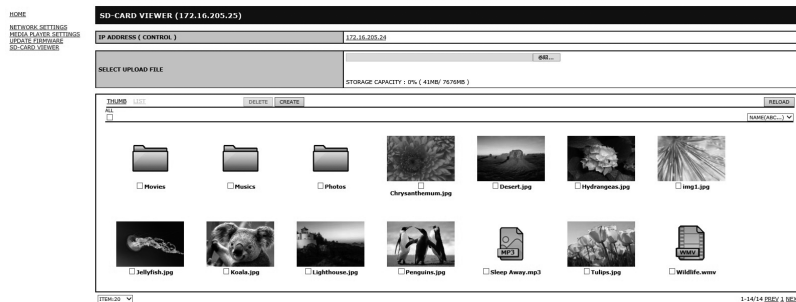 HOME
NETWORK SETTINGS
MEDIA PLAYER SETTINGS
UPDATE FIRMWARE
SD-CARD VIEWER
SD-CARD VIEWER (172.16.205.25)
IP ADDRESS ( CONTROL )
172.16.205.24
SELECT UPLOAD FILE
参照...
STORAGE CAPACITY : 0% ( 41MB/ 7676MB )
THUMB LIST DELETE CREATE RELOAD
ALL
NAME(ABC...)
Movies Musics Photos Chrysanthemum.jpg Desert.jpg Hydrangeas.jpg img1.jpg
MP3 WMV
Jellyfish.jpg Koala.jpg Lighthouse.jpg Penguins.jpg Sleep Away.mp3 Tulips.jpg Wildlife.wmv
ITEM:20 1-14/14 PREV 1